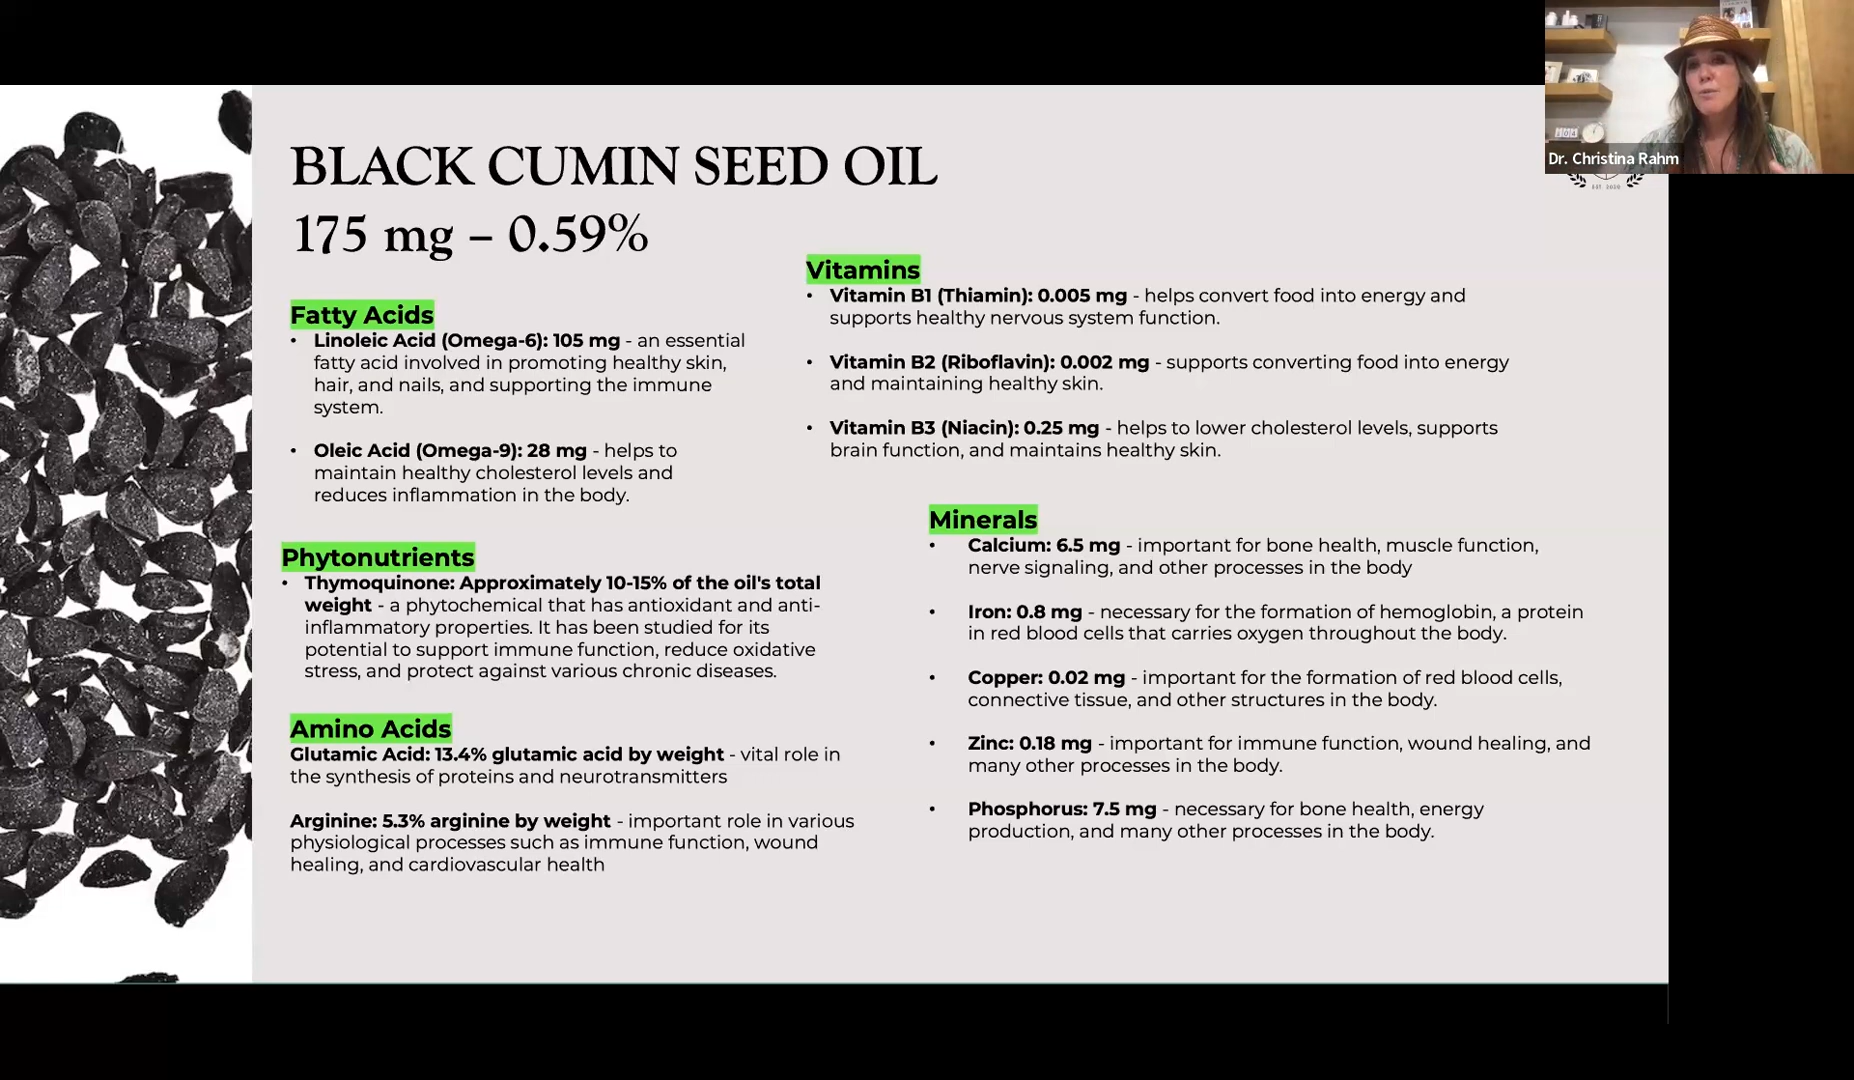 BLACK CUMIN SEED OIL
175 mg – 0.59%
Fatty Acids
• Linoleic Acid (Omega-6): 105 mg - an essential
fatty acid involved in promoting healthy skin,
hair, and nails, and supporting the immune
system.
• Oleic Acid (Omega-9): 28 mg - helps to
maintain healthy cholesterol levels and
reduces inflammation in the body.
Phytonutrients
• Thymoquinone: Approximately 10-15% of the oil's total
weight - a phytochemical that has antioxidant and anti-
inflammatory properties. It has been studied for its
potential to support immune function, reduce oxidative
stress, and protect against various chronic diseases.
Amino Acids
Glutamic Acid: 13.4% glutamic acid by weight - vital role in
the synthesis of proteins and neurotransmitters
Arginine: 5.3% arginine by weight - important role in various
physiological processes such as immune function, wound
healing, and cardiovascular health
Vitamins
• Vitamin B1 (Thiamin): 0.005 mg - helps convert food into energy and
supports healthy nervous system function.
• Vitamin B2 (Riboflavin): 0.002 mg - supports converting food into energy
and maintaining healthy skin.
• Vitamin B3 (Niacin): 0.25 mg - helps to lower cholesterol levels, supports
brain function, and maintains healthy skin.
Minerals
• Calcium: 6.5 mg - important for bone health, muscle function,
nerve signaling, and other processes in the body
• Iron: 0.8 mg - necessary for the formation of hemoglobin, a protein
in red blood cells that carries oxygen throughout the body.
• Copper: 0.02 mg - important for the formation of red blood cells,
connective tissue, and other structures in the body.
• Zinc: 0.18 mg - important for immune function, wound healing, and
many other processes in the body.
• Phosphorus: 7.5 mg - necessary for bone health, energy
production, and many other processes in the body.
Dr. Christina Rahm
EST 2020